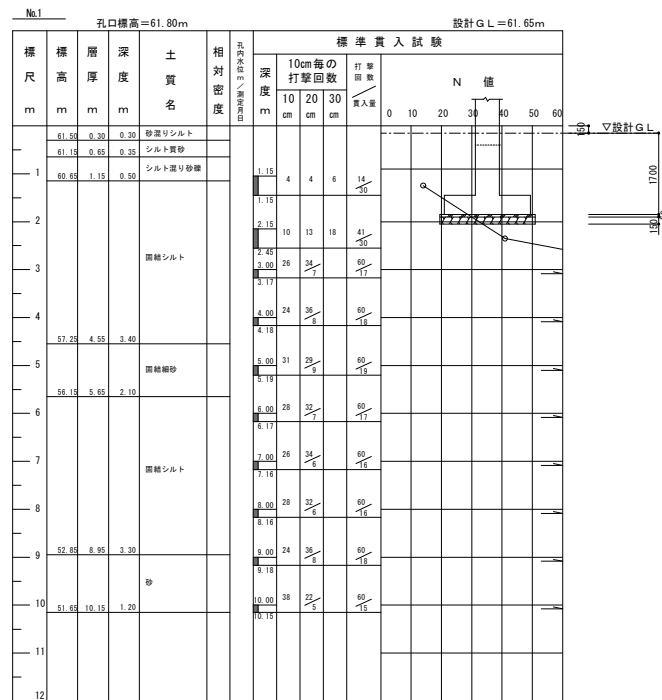 No.1
孔口標高=61.80m 設計GL=61.65m
標尺 m 標高 m 層厚 m 深度 m 土質名 相対密度 孔内水位m/測定月日 標準貫入試験
深度 m 10cm毎の打撃回数 打撃回数/貫入量 N 値
10cm 20cm 30cm 0 10 20 30 40 50 60
150 ▽設計GL
61.50 0.30 0.30 砂混りシルト
61.15 0.65 0.35 シルト質砂
1 60.65 1.15 0.50 シルト混り砂礫 1.15 4 4 6 14/30
1.15
1700
2 2.15 10 13 18 41/30
2.45
150
固結シルト
3 3.00 26 34/7 60/17
3.17
4 4.00 24 36/8 60/18
4.18
57.25 4.55 3.40
5 固結細砂 5.00 31 29/9 60/19
5.19
56.15 5.65 2.10
6 6.00 28 32/7 60/17
6.17
7 固結シルト 7.00 26 34/6 60/16
7.16
8 8.00 28 32/6 60/16
8.16
9 52.85 8.95 3.30 9.00 24 36/8 60/18
9.18
砂
10 51.65 10.15 1.20 10.00 38 22/5 60/15
10.15
11
12